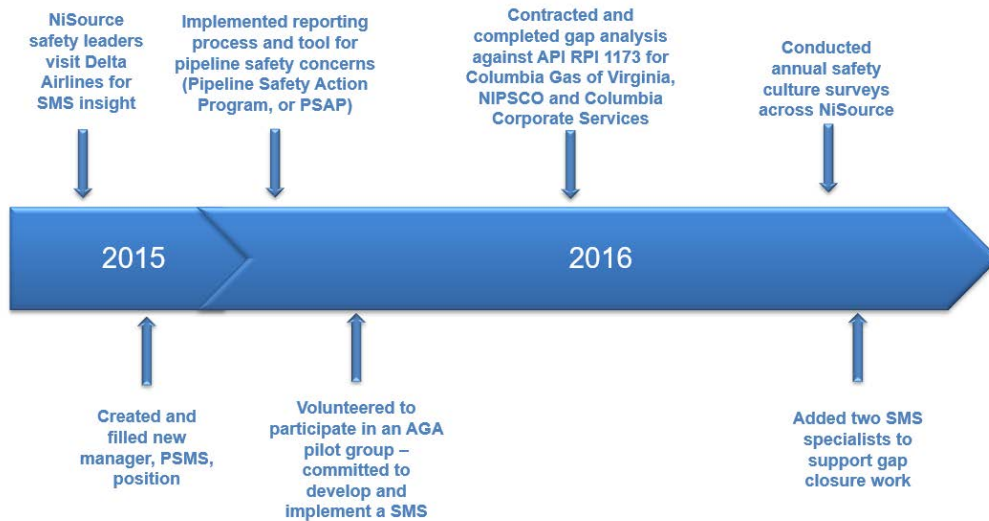 NiSource
safety leaders
visit Delta
Airlines for
SMS insight
Implemented reporting
process and tool for
pipeline safety concerns
(Pipeline Safety Action
Program, or PSAP)
Contracted and
completed gap analysis
against API RPI 1173 for
Columbia Gas of Virginia,
NIPSCO and Columbia
Corporate Services
Conducted
annual safety
culture surveys
across NiSource
2015
2016
Created and
filled new
manager, PSMS,
position
Volunteered to
participate in an AGA
pilot group –
committed to
develop and
implement a SMS
Added two SMS
specialists to
support gap
closure work